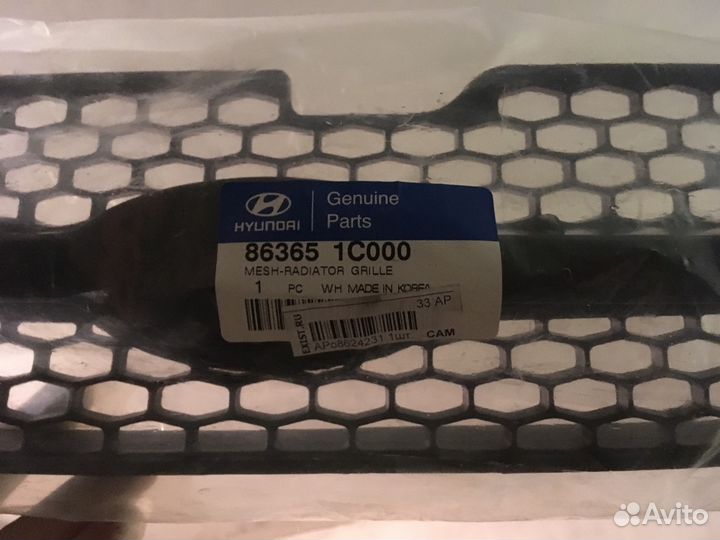 HYUNDAI
Genuine
Parts
86365 1C000
MESH-RADIATOR GRILLE
1 PC WH MADE IN KOREA
33 AP
EXIST.RU
APd8624231 1шт.
CAM
Avito